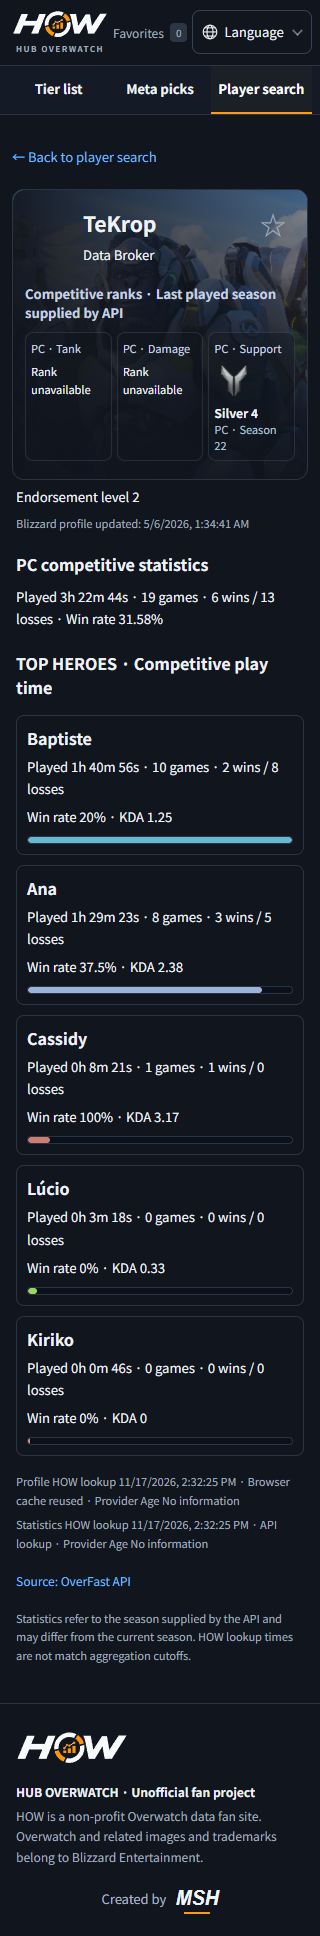 HOW
HUB OVERWATCH
Favorites 0
Language
Tier list
Meta picks
Player search
← Back to player search
TeKrop
Data Broker
Competitive ranks · Last played season
supplied by API
PC · Tank
Rank
unavailable
PC · Damage
Rank
unavailable
PC · Support
Silver 4
PC · Season
22
Endorsement level 2
Blizzard profile updated: 5/6/2026, 1:34:41 AM
PC competitive statistics
Played 3h 22m 44s · 19 games · 6 wins / 13
losses · Win rate 31.58%
TOP HEROES · Competitive play
time
Baptiste
Played 1h 40m 56s · 10 games · 2 wins / 8
losses
Win rate 20% · KDA 1.25
Ana
Played 1h 29m 23s · 8 games · 3 wins / 5
losses
Win rate 37.5% · KDA 2.38
Cassidy
Played 0h 8m 21s · 1 games · 1 wins / 0
losses
Win rate 100% · KDA 3.17
Lúcio
Played 0h 3m 18s · 0 games · 0 wins / 0
losses
Win rate 0% · KDA 0.33
Kiriko
Played 0h 0m 46s · 0 games · 0 wins / 0
losses
Win rate 0% · KDA 0
Profile HOW lookup 11/17/2026, 2:32:25 PM · Browser
cache reused · Provider Age No information
Statistics HOW lookup 11/17/2026, 2:32:25 PM · API
lookup · Provider Age No information
Source: OverFast API
Statistics refer to the season supplied by the API and
may differ from the current season. HOW lookup times
are not match aggregation cutoffs.
HOW
HUB OVERWATCH · Unofficial fan project
HOW is a non-profit Overwatch data fan site.
Overwatch and related images and trademarks
belong to Blizzard Entertainment.
Created by MSH